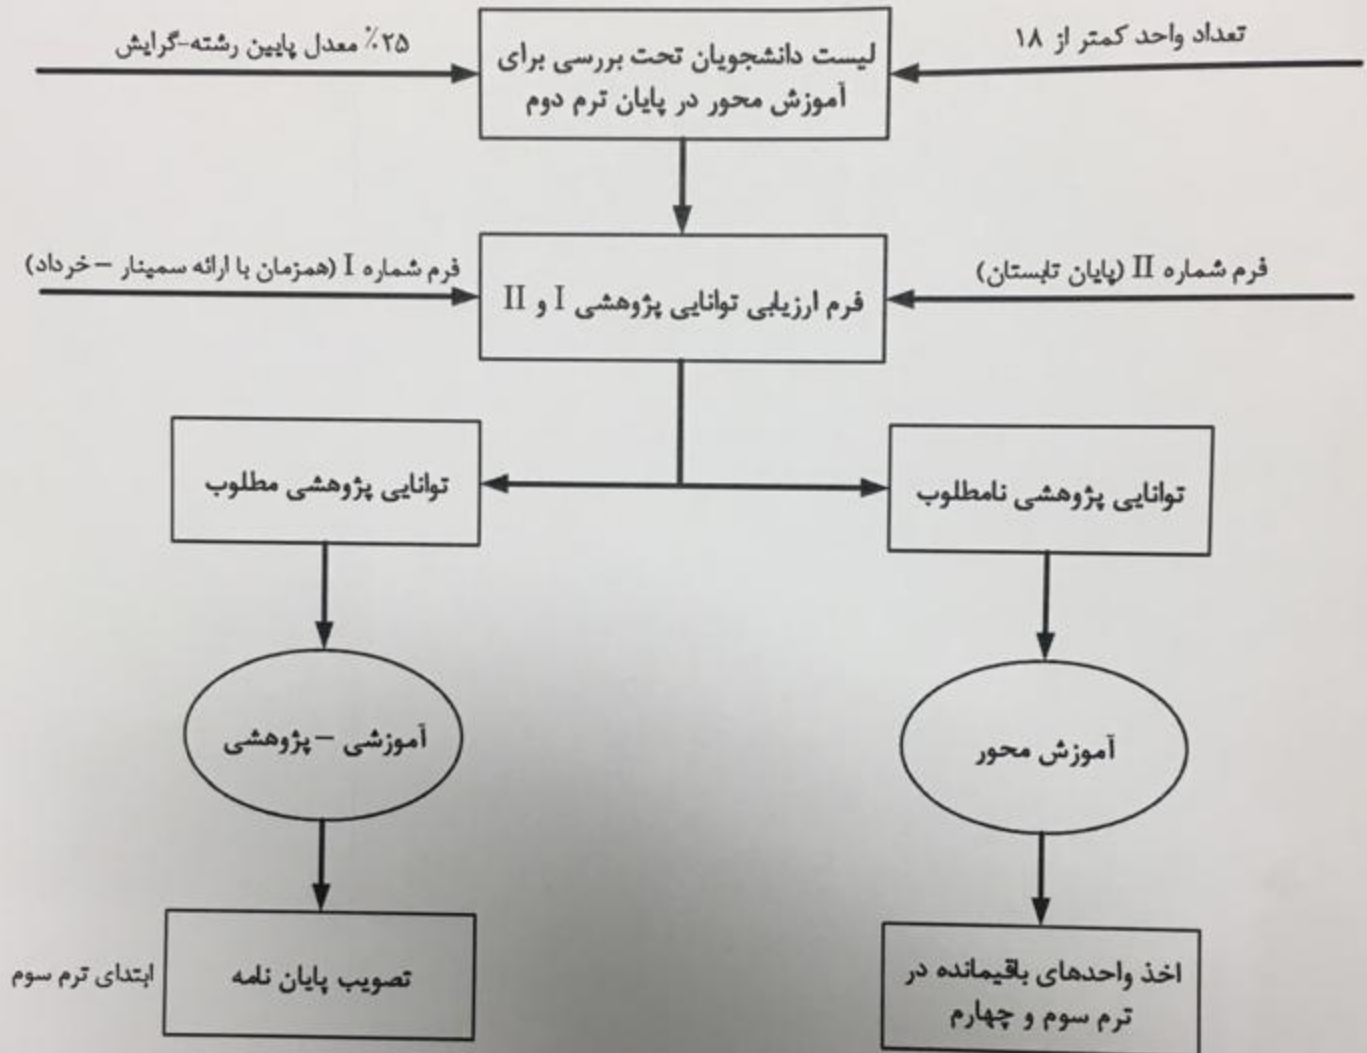 تعداد واحد کمتر از ۱۸
لیست دانشجویان تحت بررسی برای
آموزش محور در پایان ترم دوم
۲۵٪ معدل پایین رشته-گرایش
فرم شماره II (پایان تابستان)
فرم ارزیابی توانایی پژوهشی I و II
فرم شماره I (همزمان با ارائه سمینار – خرداد)
توانایی پژوهشی نامطلوب
توانایی پژوهشی مطلوب
آموزش محور
آموزشی – پژوهشی
اخذ واحدهای باقیمانده در
ترم سوم و چهارم
تصویب پایان نامه
ابتدای ترم سوم